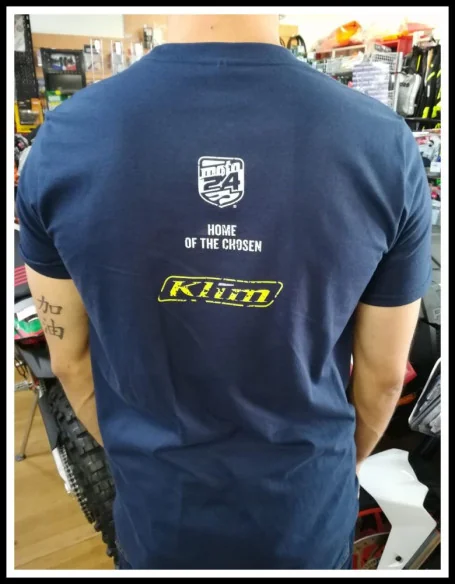 moto
24
HOME
OF THE CHOSEN
Klim
加
油